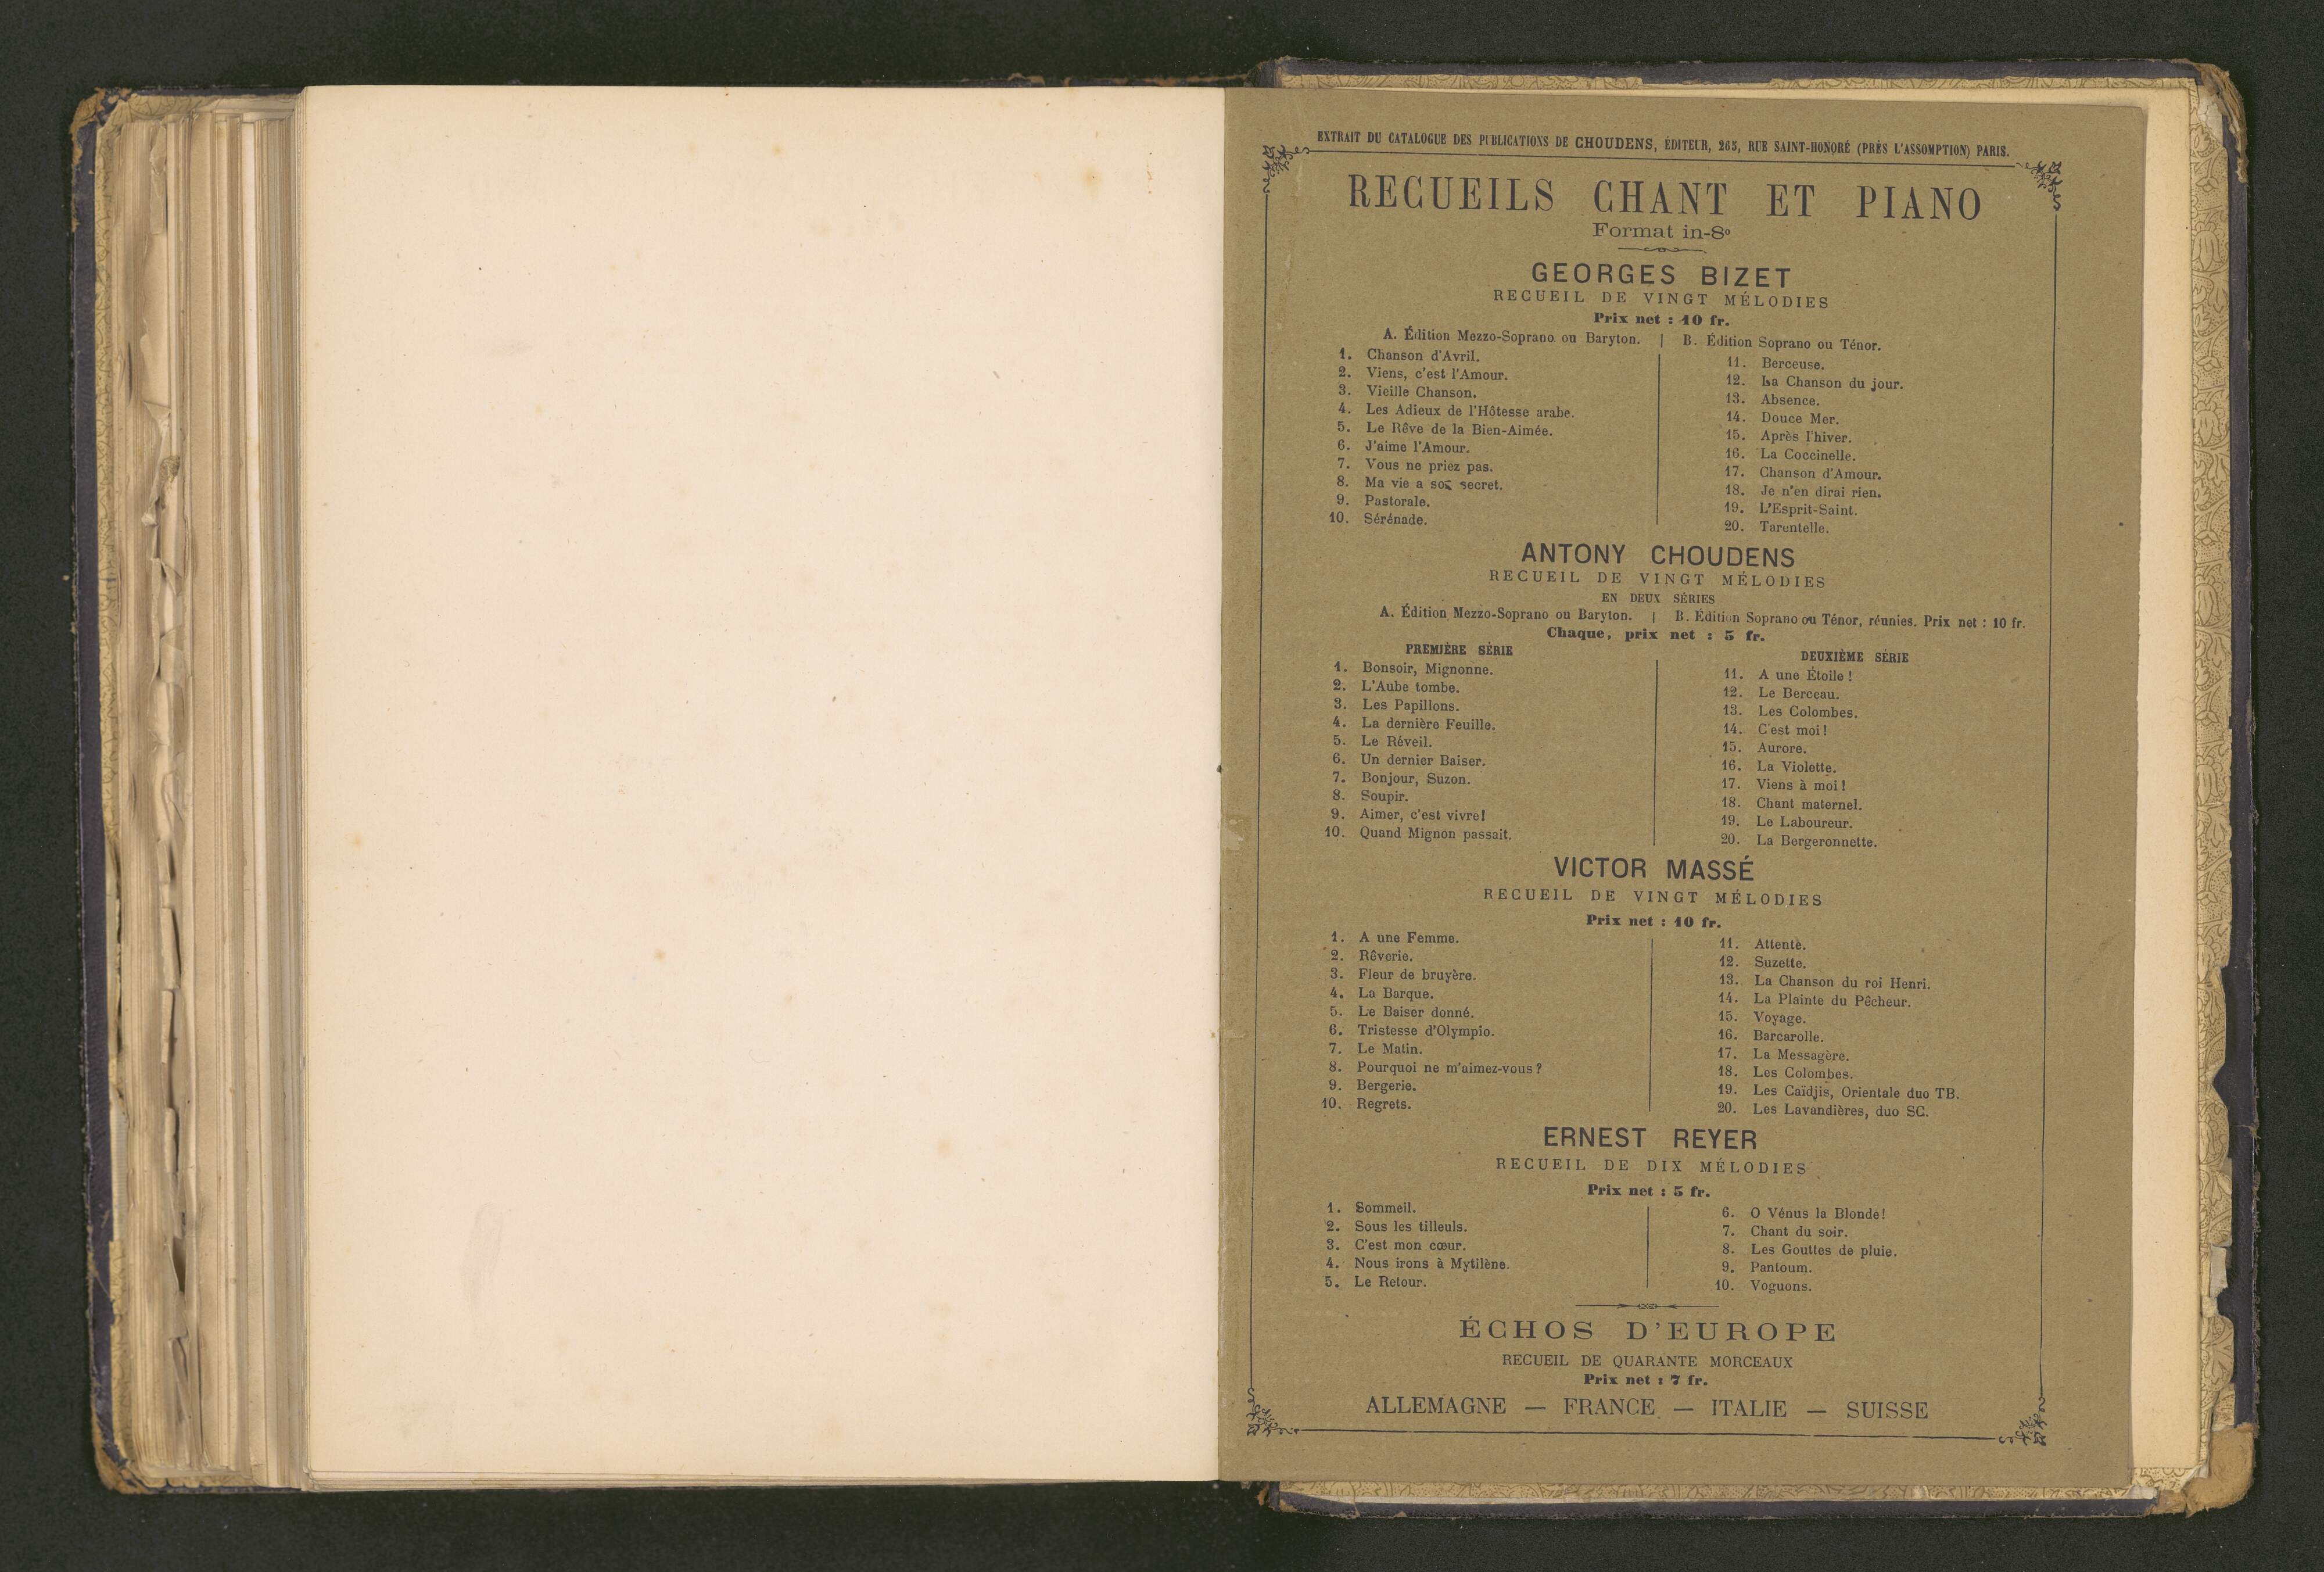 EXTRAIT DU CATALOGUE DES PUBLICATIONS DE CHOUDENS, ÉDITEUR, 265, RUE SAINT-HONORÉ (PRÈS L'ASSOMPTION) PARIS.
RECUEILS CHANT ET PIANO
Format in-8º
GEORGES BIZET
RECUEIL DE VINGT MÉLODIES
Prix net : 10 fr.
A. Édition Mezzo-Soprano ou Baryton. | B. Édition Soprano ou Ténor.
1. Chanson d'Avril.
2. Viens, c'est l'Amour.
3. Vieille Chanson.
4. Les Adieux de l'Hôtesse arabe.
5. Le Rêve de la Bien-Aimée.
6. J'aime l'Amour.
7. Vous ne priez pas.
8. Ma vie a son secret.
9. Pastorale.
10. Sérénade.
11. Berceuse.
12. La Chanson du jour.
13. Absence.
14. Douce Mer.
15. Après l'hiver.
16. La Coccinelle.
17. Chanson d'Amour.
18. Je n'en dirai rien.
19. L'Esprit-Saint.
20. Tarentelle.
ANTONY CHOUDENS
RECUEIL DE VINGT MÉLODIES
EN DEUX SÉRIES
A. Édition Mezzo-Soprano ou Baryton. | B. Édition Soprano ou Ténor, réunies. Prix net : 10 fr.
Chaque, prix net : 5 fr.
PREMIÈRE SÉRIE
1. Bonsoir, Mignonne.
2. L'Aube tombe.
3. Les Papillons.
4. La dernière Feuille.
5. Le Réveil.
6. Un dernier Baiser.
7. Bonjour, Suzon.
8. Soupir.
9. Aimer, c'est vivre!
10. Quand Mignon passait.
DEUXIÈME SÉRIE
11. A une Étoile !
12. Le Berceau.
13. Les Colombes.
14. C'est moi !
15. Aurore.
16. La Violette.
17. Viens à moi !
18. Chant maternel.
19. Le Laboureur.
20. La Bergeronnette.
VICTOR MASSÉ
RECUEIL DE VINGT MÉLODIES
Prix net : 10 fr.
1. A une Femme.
2. Rêverie.
3. Fleur de bruyère.
4. La Barque.
5. Le Baiser donné.
6. Tristesse d'Olympio.
7. Le Matin.
8. Pourquoi ne m'aimez-vous ?
9. Bergerie.
10. Regrets.
11. Attente.
12. Suzette.
13. La Chanson du roi Henri.
14. La Plainte du Pêcheur.
15. Voyage.
16. Barcarolle.
17. La Messagère.
18. Les Colombes.
19. Les Caïdjis, Orientale duo TB.
20. Les Lavandières, duo SC.
ERNEST REYER
RECUEIL DE DIX MÉLODIES
Prix net : 5 fr.
1. Sommeil.
2. Sous les tilleuls.
3. C'est mon cœur.
4. Nous irons à Mytilène.
5. Le Retour.
6. O Vénus la Blonde!
7. Chant du soir.
8. Les Gouttes de pluie.
9. Pantoum.
10. Voguons.
ÉCHOS D'EUROPE
RECUEIL DE QUARANTE MORCEAUX
Prix net : 7 fr.
ALLEMAGNE — FRANCE — ITALIE — SUISSE